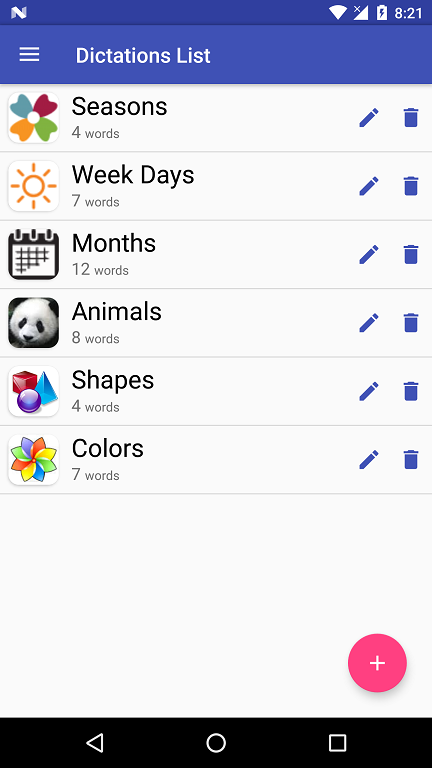 8:21
Dictations List
Seasons
4 words
Week Days
7 words
Months
12 words
Animals
8 words
Shapes
4 words
Colors
7 words